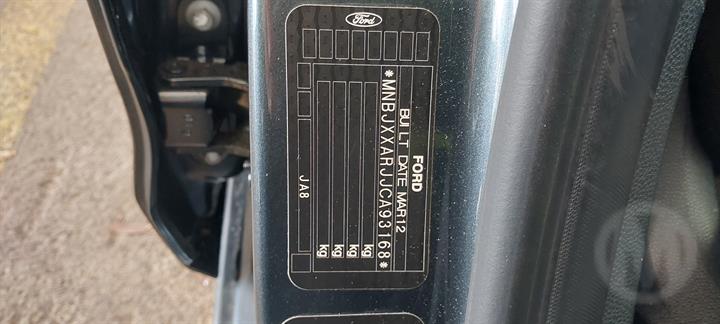 Ford
FORD
BUILT DATE MAR12
*MNBJXXARJJCA93168*
kg
kg
kg
kg
JA8